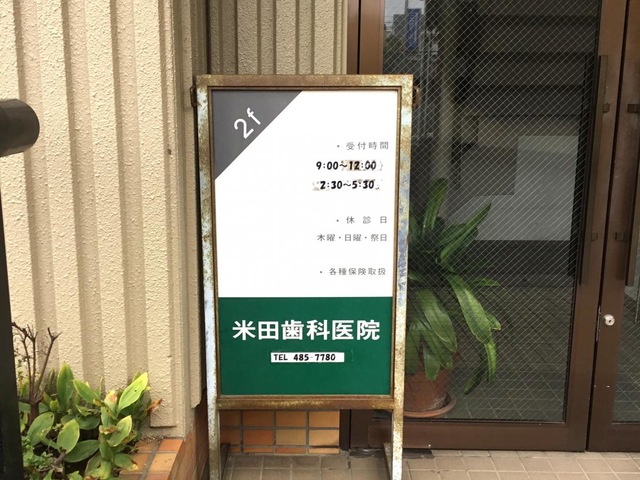 2f
・受付時間
9:00〜12:00
2:30〜5:30
・休診日
木曜・日曜・祭日
・各種保険取扱
米田歯科医院
TEL 485-7780